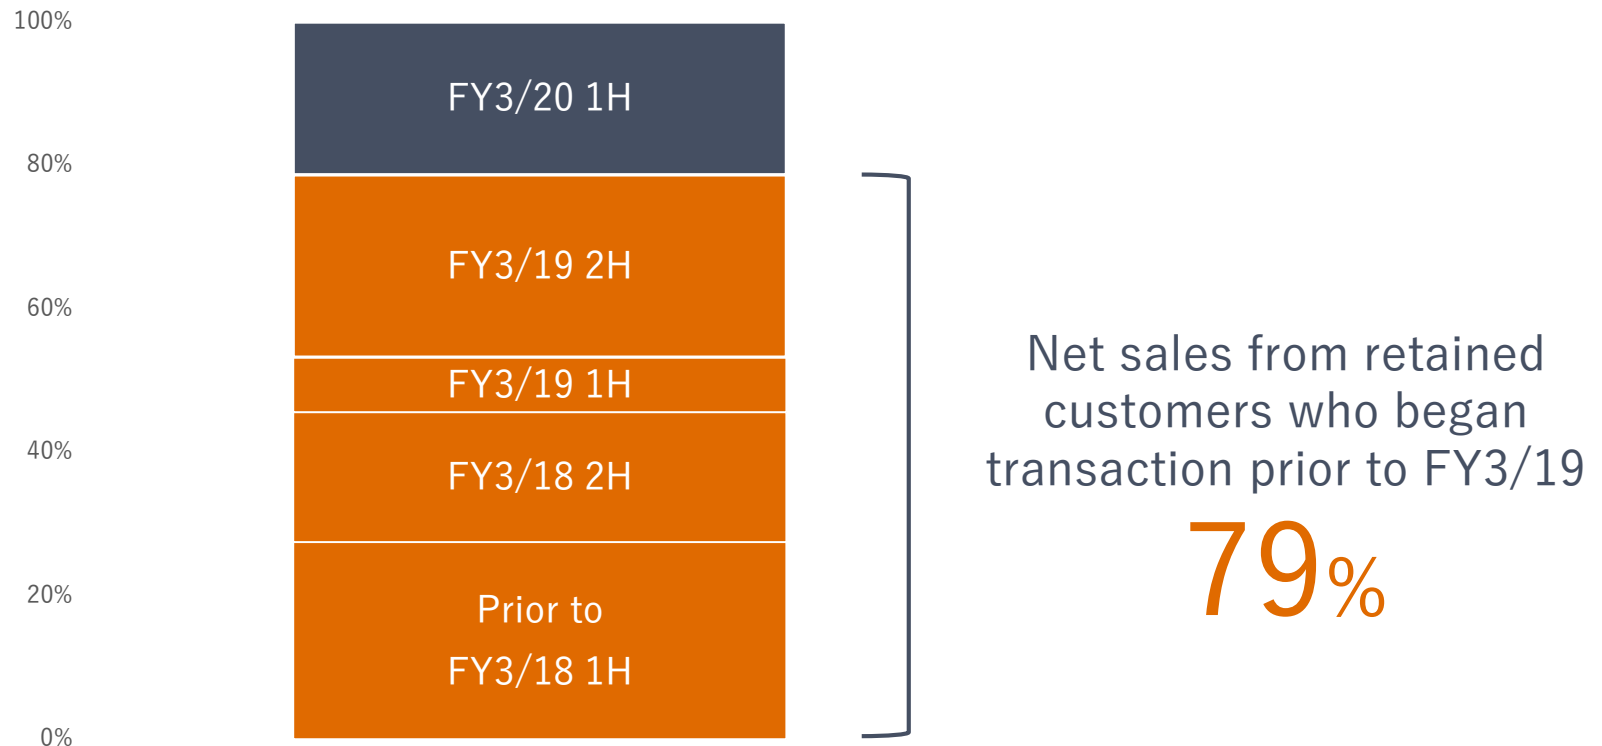 100%
80%
60%
40%
20%
0%
FY3/20 1H
FY3/19 2H
FY3/19 1H
FY3/18 2H
Prior to
FY3/18 1H
Net sales from retained
customers who began
transaction prior to FY3/19
79%